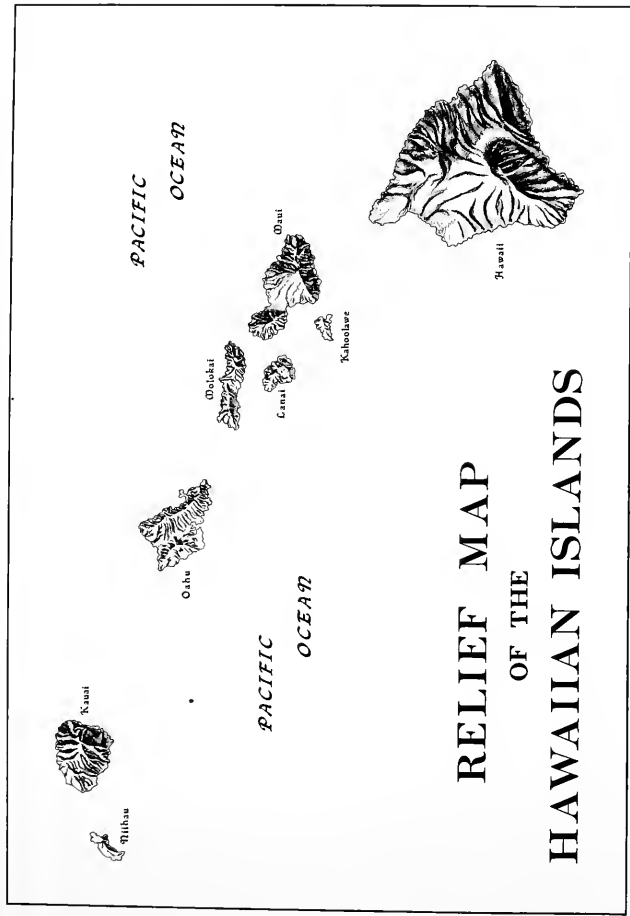 PACIFIC
OCEAN
Kauai
Niihau
Oahu
Molokai
Maui
Lanai
Kahoolawe
PACIFIC
OCEAN
Hawaii
RELIEF MAP
OF THE
HAWAIIAN ISLANDS